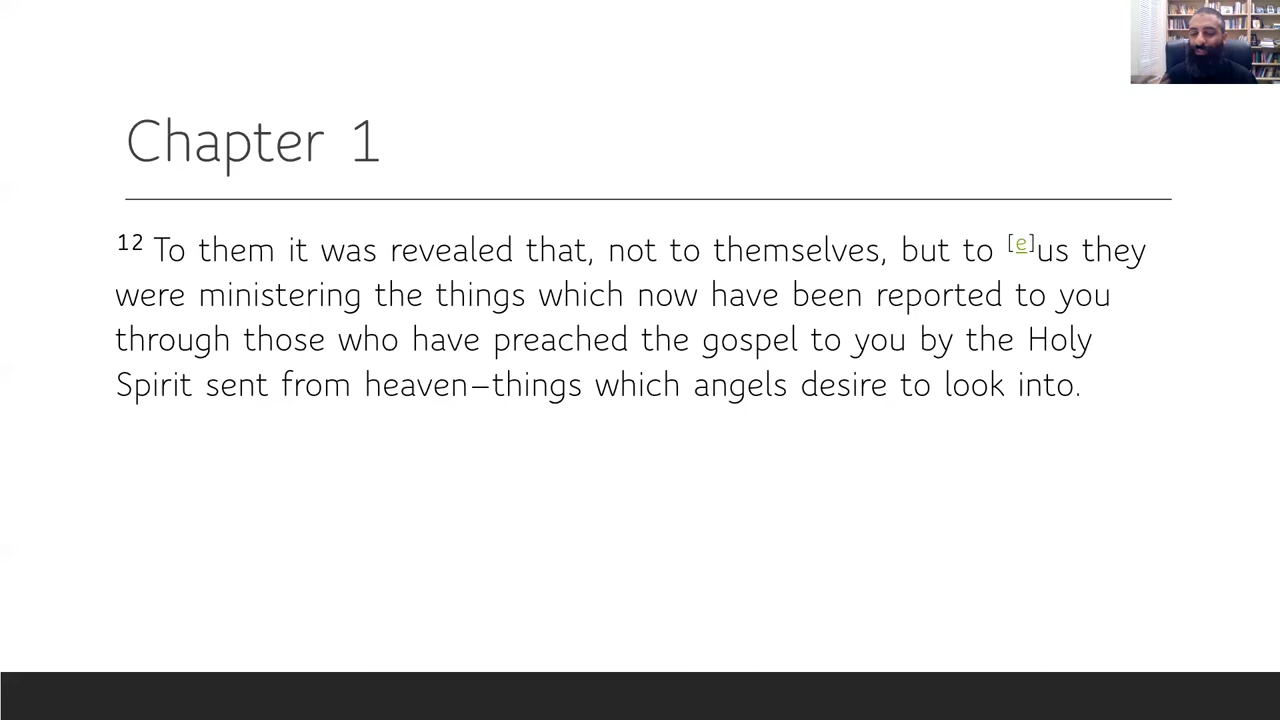 Chapter 1
12 To them it was revealed that, not to themselves, but to [e]us they
were ministering the things which now have been reported to you
through those who have preached the gospel to you by the Holy
Spirit sent from heaven—things which angels desire to look into.